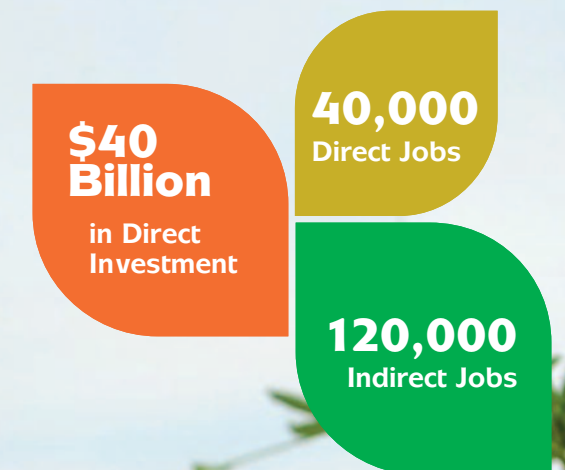 $40
Billion
in Direct
Investment
40,000
Direct Jobs
120,000
Indirect Jobs